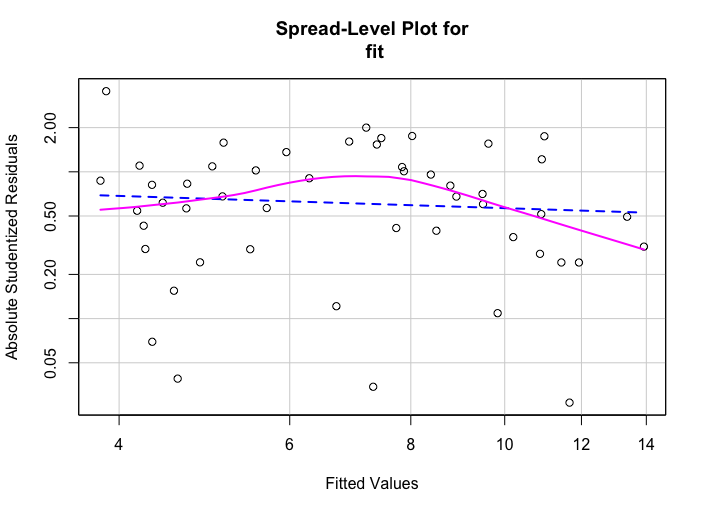 Spread-Level Plot for
fit
Absolute Studentized Residuals
2.00
0.50
0.20
0.05
4 6 8 10 12 14
Fitted Values